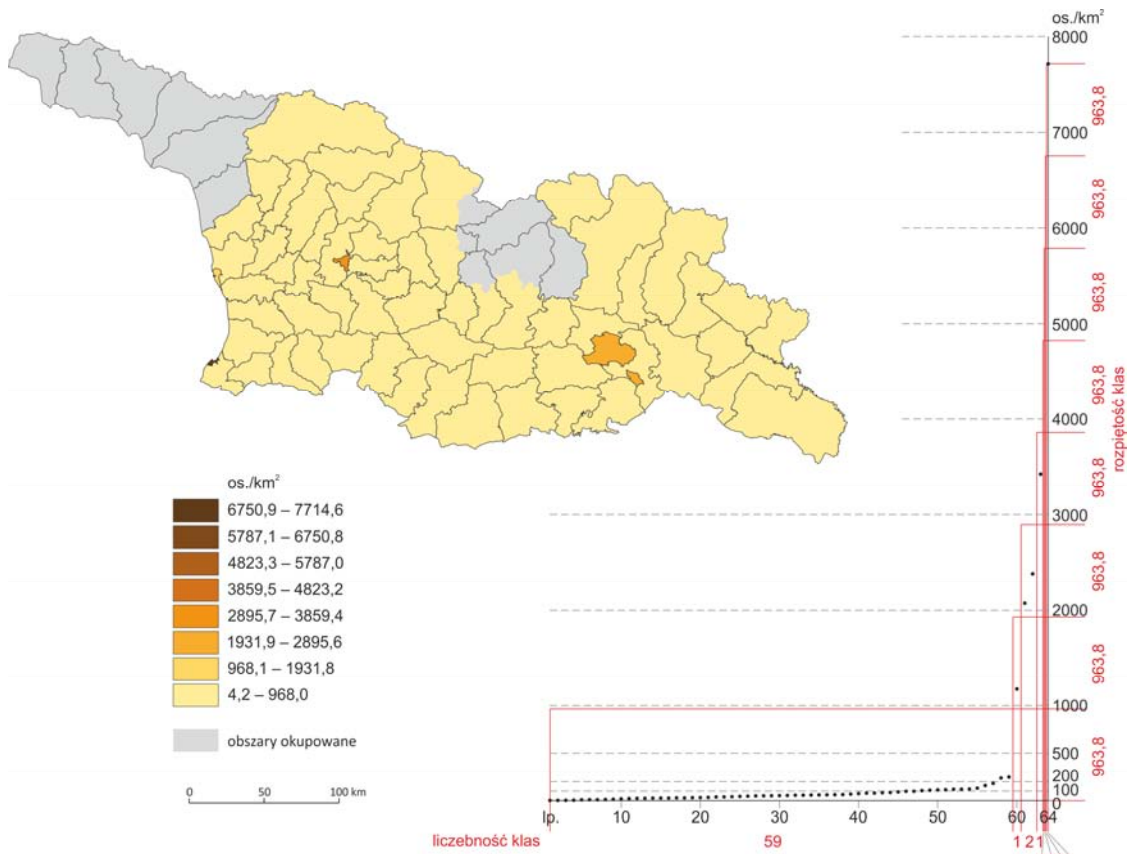 os./km²
8000
7000
6000
5000
4000
3000
2000
1000
500
200
100
0
963,8
963,8
963,8
963,8
963,8
963,8
963,8
963,8
rozpiętość klas
os./km²
6750,9 – 7714,6
5787,1 – 6750,8
4823,3 – 5787,0
3859,5 – 4823,2
2895,7 – 3859,4
1931,9 – 2895,6
968,1 – 1931,8
4,2 – 968,0
obszary okupowane
0 50 100 km
lp. 10 20 30 40 50 60 64
liczebność klas 59 1 2 1